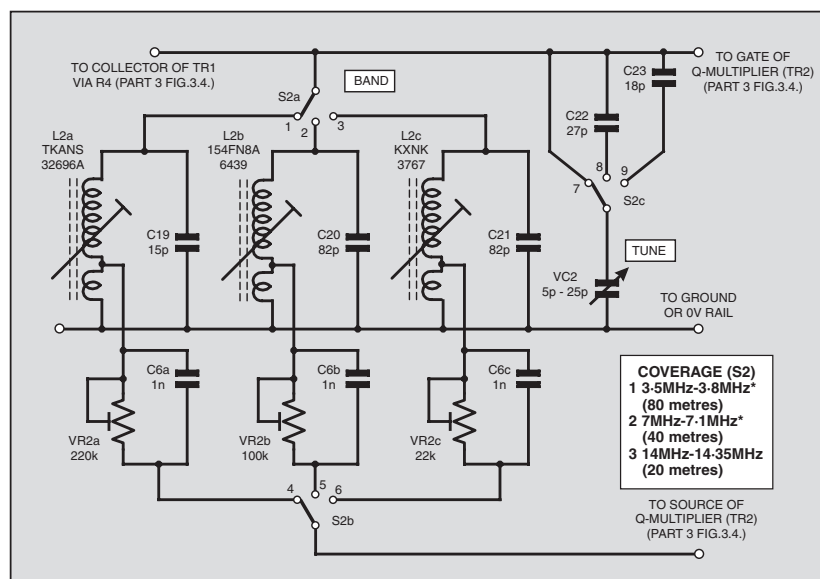 TO COLLECTOR OF TR1
VIA R4 (PART 3 FIG.3.4.)
S2a
BAND
1
2
3
TO GATE OF
Q-MULTIPLIER (TR2)
(PART 3 FIG.3.4.)
C23
18p
C22
27p
7
8
9
S2c
L2a
TKANS
32696A
L2b
154FN8A
6439
L2c
KXNK
3767
C19
15p
C20
82p
C21
82p
TUNE
VC2
5p - 25p
TO GROUND
OR 0V RAIL
C6a
1n
C6b
1n
C6c
1n
VR2a
220k
VR2b
100k
VR2c
22k
4
5
6
S2b
COVERAGE (S2)
1 3·5MHz-3·8MHz*
(80 metres)
2 7MHz-7·1MHz*
(40 metres)
3 14MHz-14·35MHz
(20 metres)
TO SOURCE OF
Q-MULTIPLIER (TR2)
(PART 3 FIG.3.4.)